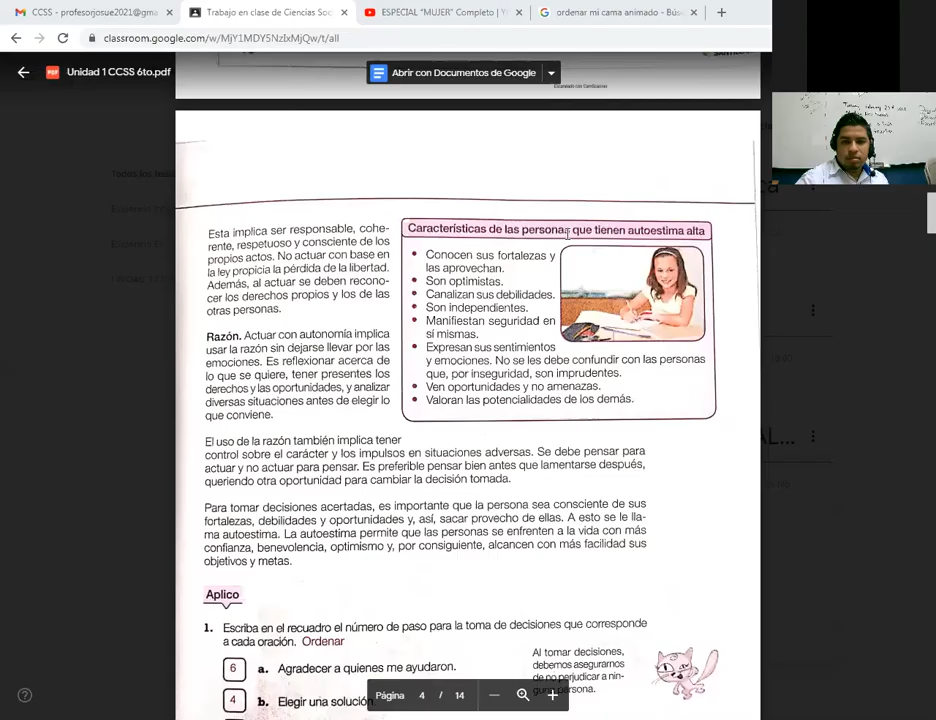 CCSS - profesorjosue2021@gma
Trabajo en clase de Ciencias Soc
ESPECIAL "MUJER" Completo | Y
ordenar mi cama animado - Bús
classroom.google.com/w/MjY1MDY5NzIxMjQw/t/all
Unidad 1 CCSS 6to.pdf
Abrir con Documentos de Google
Esta implica ser responsable, cohe-
rente, respetuoso y consciente de los
propios actos. No actuar con base en
la ley propicia la pérdida de la libertad.
Además, al actuar se deben recono-
cer los derechos propios y los de las
otras personas.
Razón. Actuar con autonomía implica
usar la razón sin dejarse llevar por las
emociones. Es reflexionar acerca de
lo que se quiere, tener presentes los
derechos y las oportunidades, y analizar
diversas situaciones antes de elegir lo
que conviene.
Características de las personas que tienen autoestima alta
• Conocen sus fortalezas y
las aprovechan.
• Son optimistas.
• Canalizan sus debilidades.
• Son independientes.
• Manifiestan seguridad en
sí mismas.
• Expresan sus sentimientos
y emociones. No se les debe confundir con las personas
que, por inseguridad, son imprudentes.
• Ven oportunidades y no amenazas.
• Valoran las potencialidades de los demás.
El uso de la razón también implica tener
control sobre el carácter y los impulsos en situaciones adversas. Se debe pensar para
actuar y no actuar para pensar. Es preferible pensar bien antes que lamentarse después,
queriendo otra oportunidad para cambiar la decisión tomada.
Para tomar decisiones acertadas, es importante que la persona sea consciente de sus
fortalezas, debilidades y oportunidades y, así, sacar provecho de ellas. A esto se le lla-
ma autoestima. La autoestima permite que las personas se enfrenten a la vida con más
confianza, benevolencia, optimismo y, por consiguiente, alcancen con más facilidad sus
objetivos y metas.
Aplico
1. Escriba en el recuadro el número de paso para la toma de decisiones que corresponde
a cada oración. Ordenar
6 a. Agradecer a quienes me ayudaron.
4 b. Elegir una solución
Al tomar decisiones,
debemos asegurarnos
de no perjudicar a nin-
guna persona.
Página 4 / 14